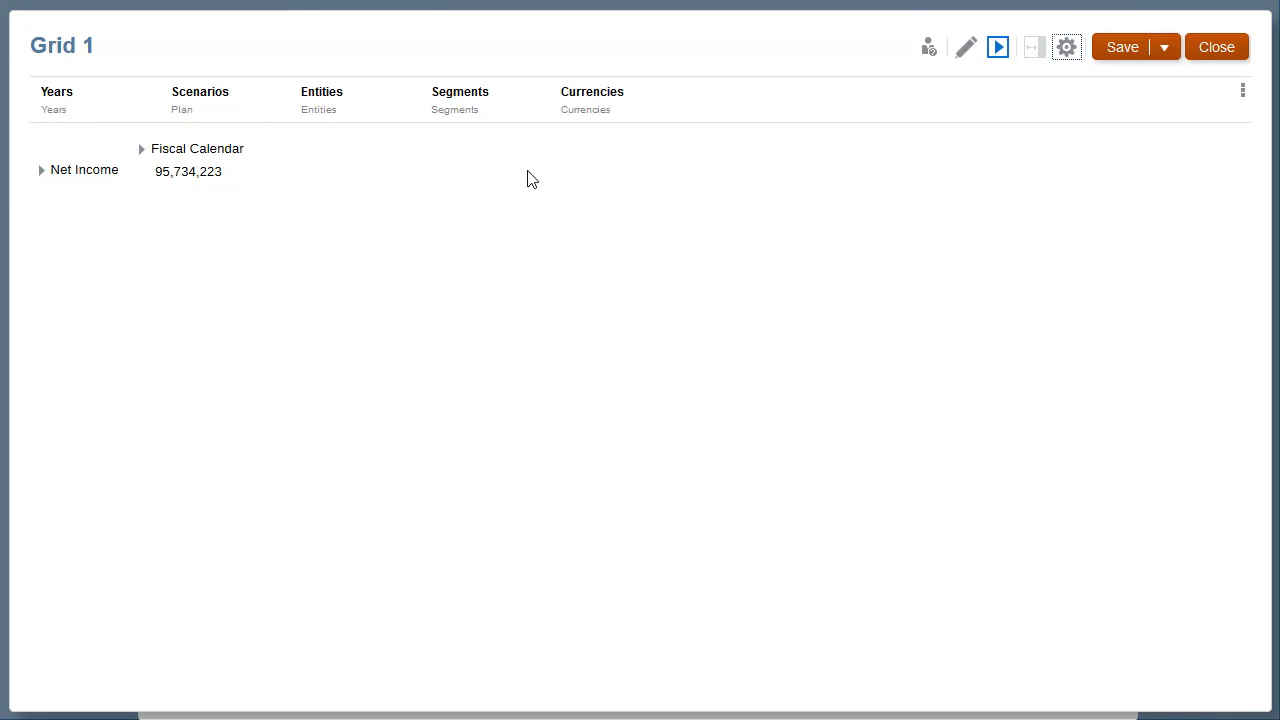 Grid 1
Save
Close
Years Scenarios Entities Segments Currencies
Years Plan Entities Segments Currencies
Fiscal Calendar
Net Income 95,734,223